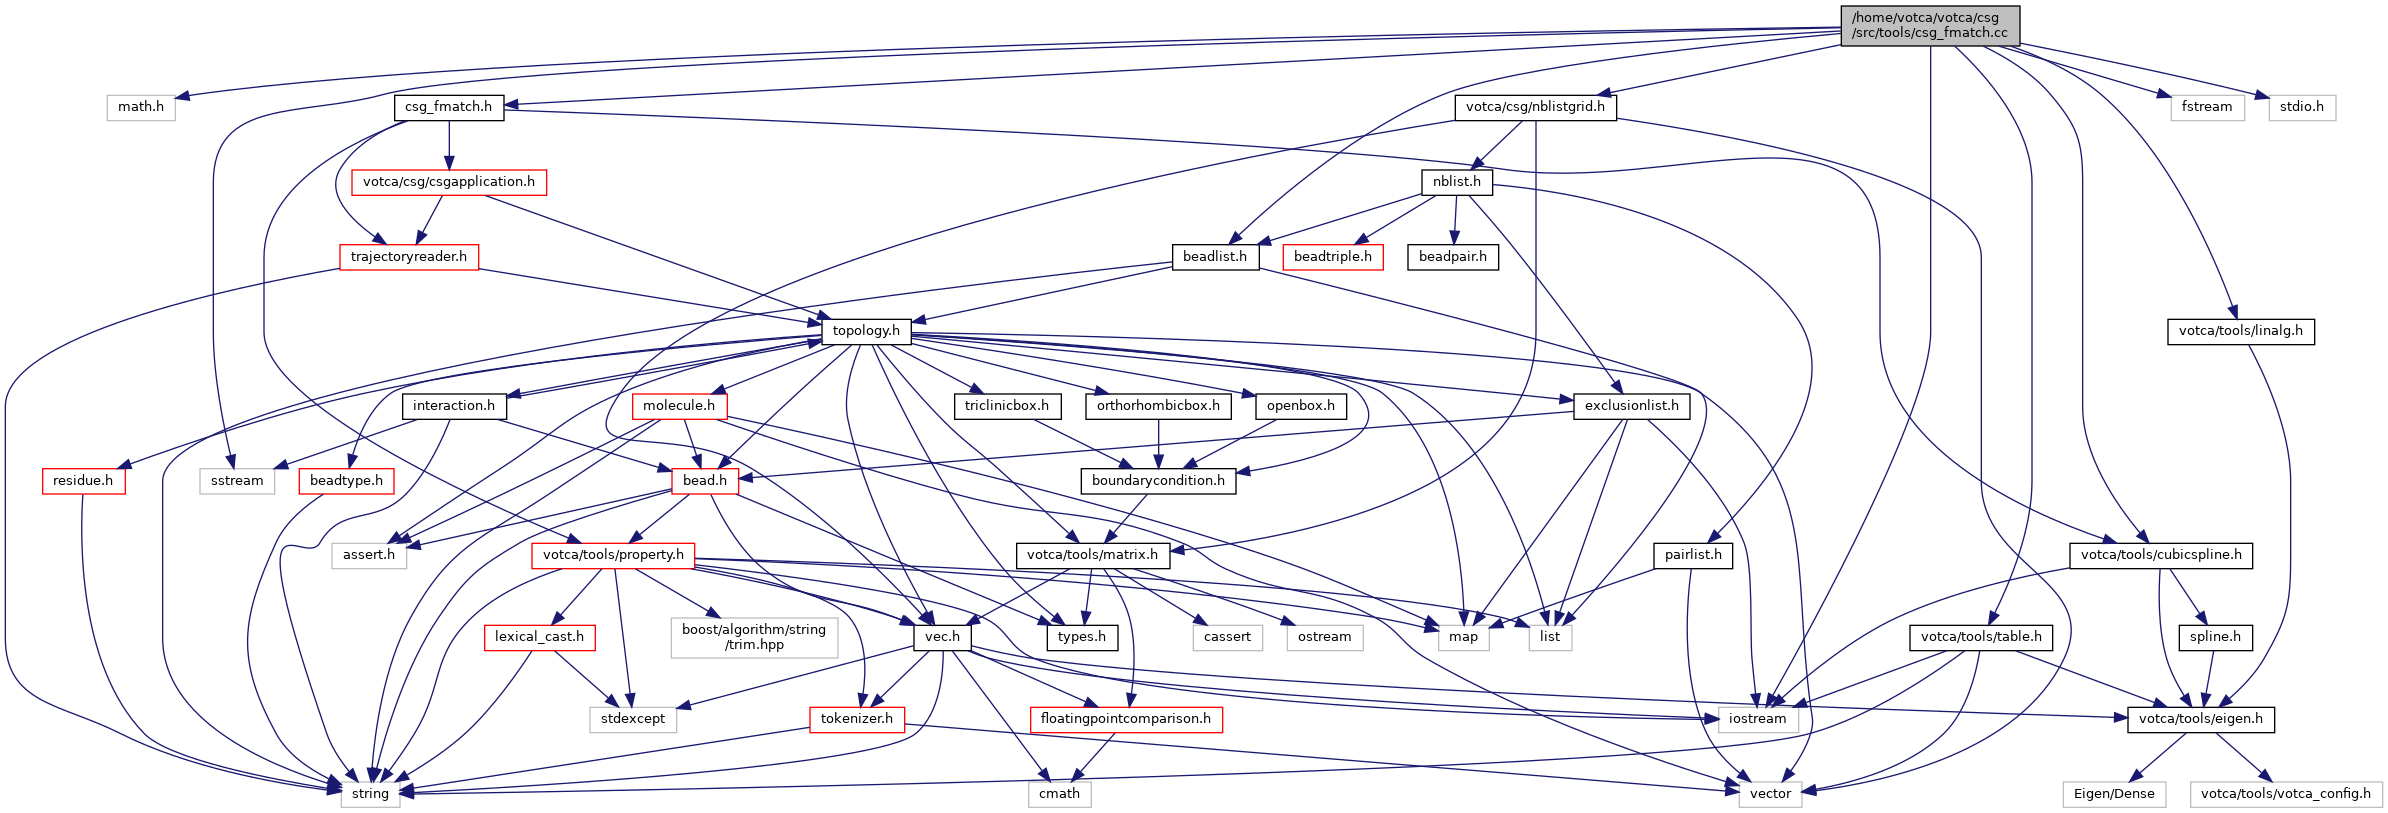 /home/votca/votca/csg
/src/tools/csg_fmatch.cc
math.h
csg_fmatch.h
votca/csg/nblistgrid.h
fstream
stdio.h
votca/csg/csgapplication.h
nblist.h
trajectoryreader.h
beadlist.h
beadtriple.h
beadpair.h
topology.h
votca/tools/linalg.h
interaction.h
molecule.h
triclinicbox.h
orthorhombicbox.h
openbox.h
exclusionlist.h
residue.h
sstream
beadtype.h
bead.h
boundarycondition.h
assert.h
votca/tools/property.h
votca/tools/matrix.h
pairlist.h
votca/tools/cubicspline.h
lexical_cast.h
boost/algorithm/string
/trim.hpp
vec.h
types.h
cassert
ostream
map
list
votca/tools/table.h
spline.h
stdexcept
tokenizer.h
floatingpointcomparison.h
iostream
votca/tools/eigen.h
string
cmath
vector
Eigen/Dense
votca/tools/votca_config.h